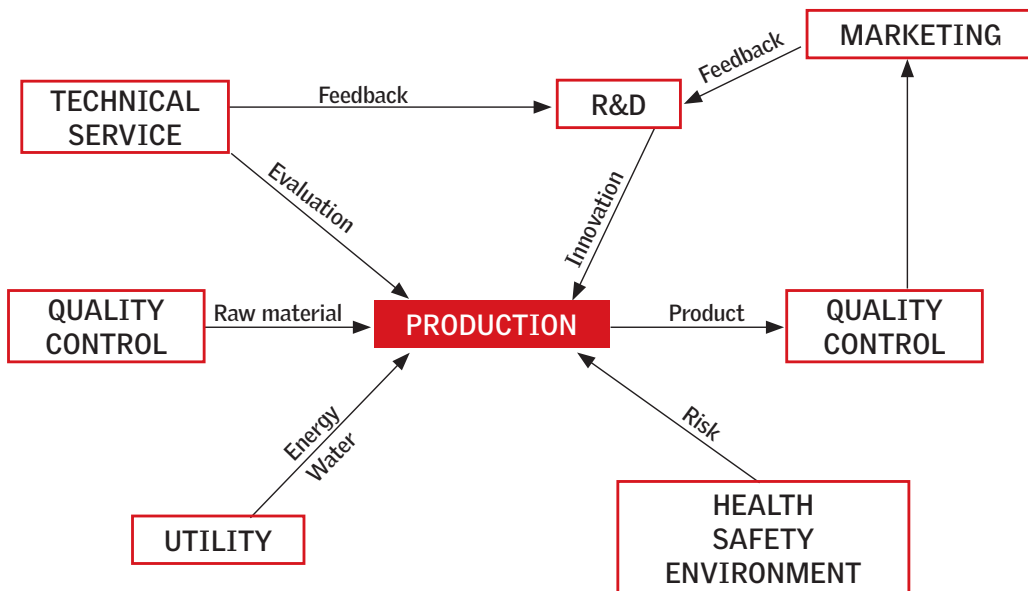 MARKETING
Feedback
TECHNICAL
SERVICE
Feedback
R&D
Evaluation
Innovation
QUALITY
CONTROL
Raw material
PRODUCTION
Product
QUALITY
CONTROL
Energy
Water
Risk
UTILITY
HEALTH
SAFETY
ENVIRONMENT